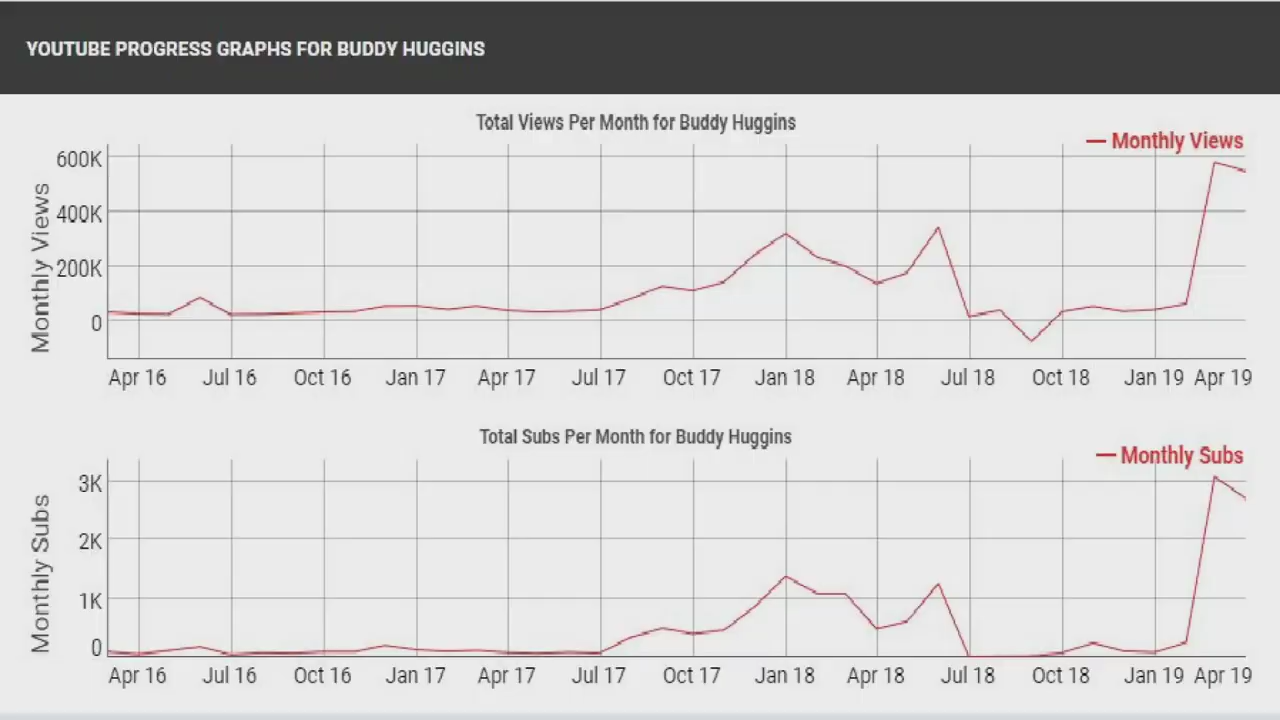 YOUTUBE PROGRESS GRAPHS FOR BUDDY HUGGINS
Total Views Per Month for Buddy Huggins
Monthly Views
Monthly Views
600K
400K
200K
0
Apr 16 Jul 16 Oct 16 Jan 17 Apr 17 Jul 17 Oct 17 Jan 18 Apr 18 Jul 18 Oct 18 Jan 19 Apr 19
Total Subs Per Month for Buddy Huggins
Monthly Subs
Monthly Subs
3K
2K
1K
0
Apr 16 Jul 16 Oct 16 Jan 17 Apr 17 Jul 17 Oct 17 Jan 18 Apr 18 Jul 18 Oct 18 Jan 19 Apr 19